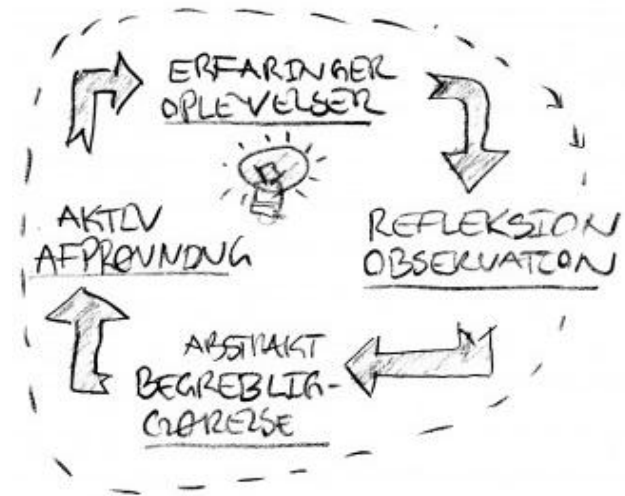 ERFARINGER
OPLEVELSER
REFLEKSION
OBSERVATION
ABSTRAKT
BEGREBLIG-
GØRELSE
AKTIV
AFPRØVNING